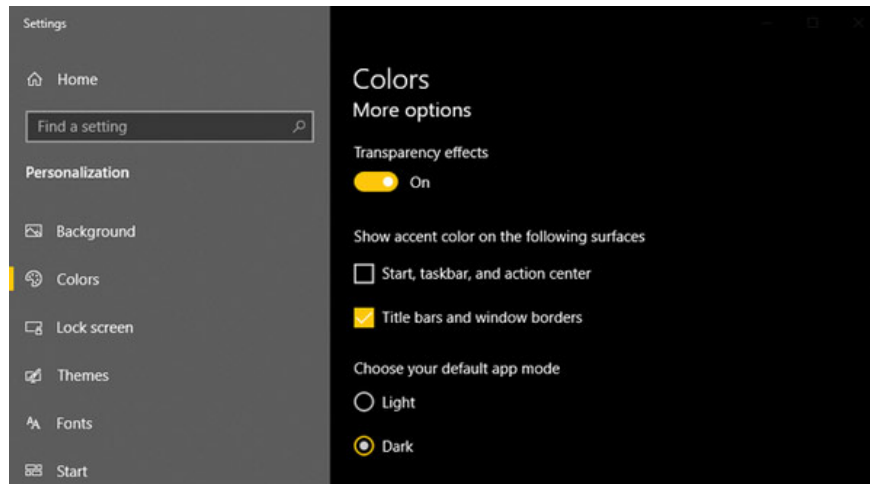 Settings
Home
Find a setting
Personalization
Background
Colors
Lock screen
Themes
Fonts
Start
Colors
More options
Transparency effects
On
Show accent color on the following surfaces
Start, taskbar, and action center
Title bars and window borders
Choose your default app mode
Light
Dark